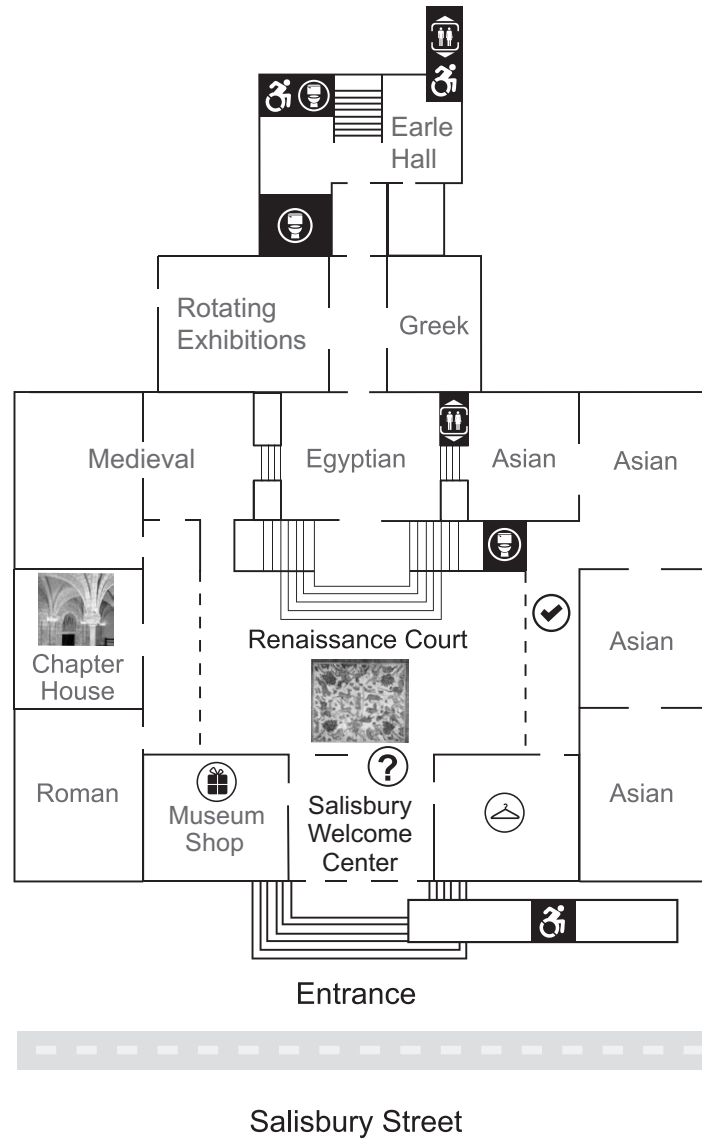 Earle
Hall
Rotating
Exhibitions
Greek
Medieval
Egyptian
Asian
Asian
Renaissance Court
Chapter
House
Asian
Roman
Museum
Shop
?
Salisbury
Welcome
Center
Asian
Entrance
Salisbury Street